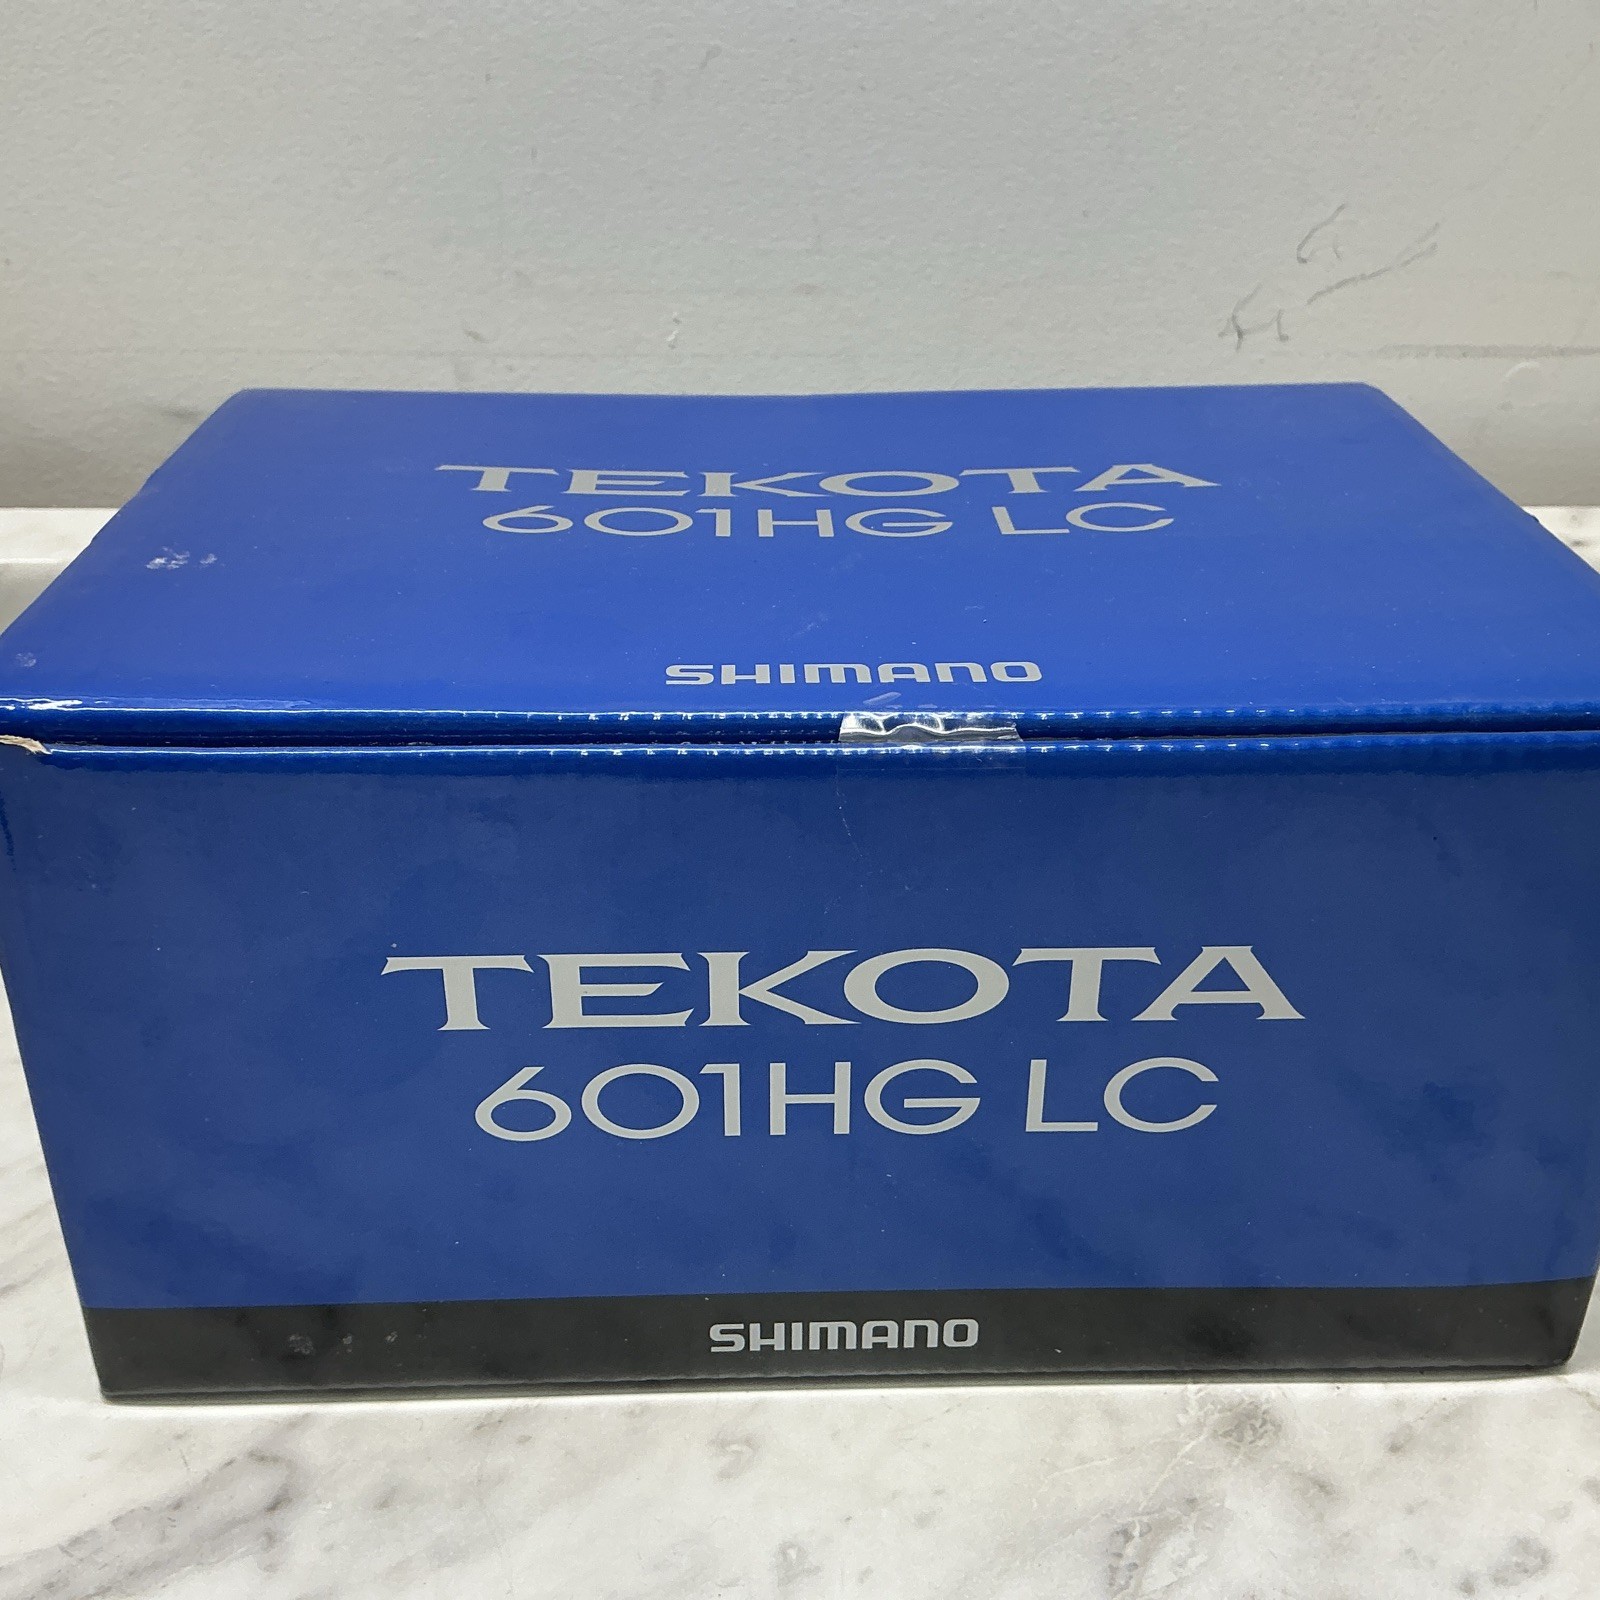 TEKOTA
601HG LC
SHIMANO
TEKOTA
601HG LC
SHIMANO